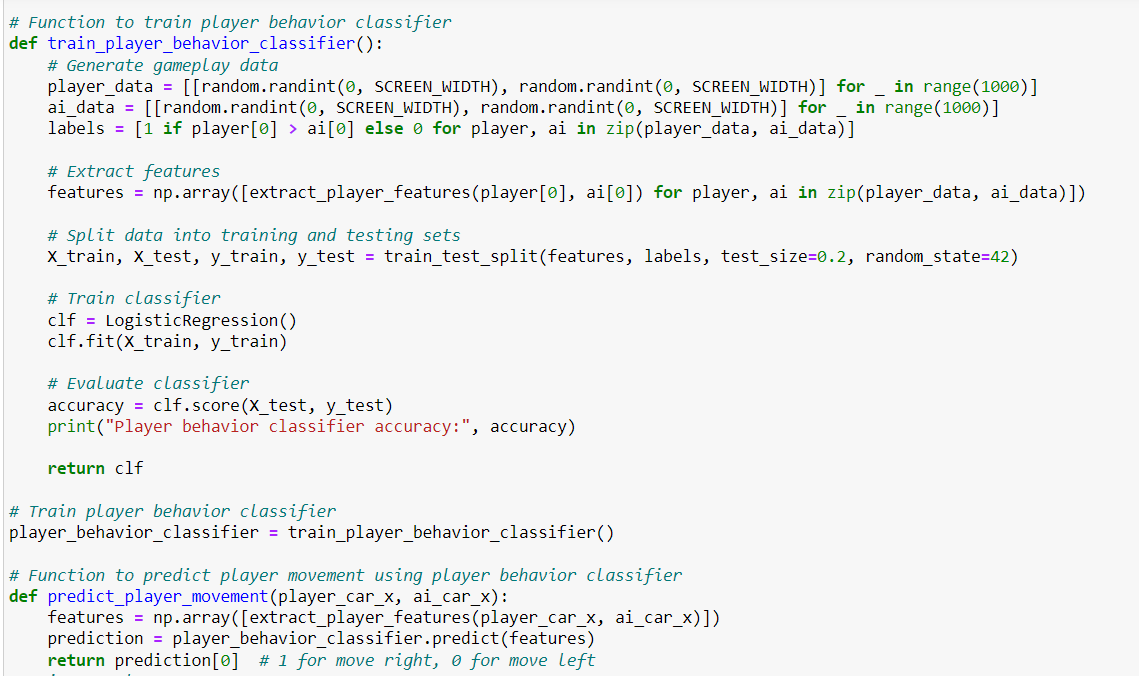 # Function to train player behavior classifier
def train_player_behavior_classifier():
    # Generate gameplay data
    player_data = [[random.randint(0, SCREEN_WIDTH), random.randint(0, SCREEN_WIDTH)] for _ in range(1000)]
    ai_data = [[random.randint(0, SCREEN_WIDTH), random.randint(0, SCREEN_WIDTH)] for _ in range(1000)]
    labels = [1 if player[0] > ai[0] else 0 for player, ai in zip(player_data, ai_data)]

    # Extract features
    features = np.array([extract_player_features(player[0], ai[0]) for player, ai in zip(player_data, ai_data)])

    # Split data into training and testing sets
    X_train, X_test, y_train, y_test = train_test_split(features, labels, test_size=0.2, random_state=42)

    # Train classifier
    clf = LogisticRegression()
    clf.fit(X_train, y_train)

    # Evaluate classifier
    accuracy = clf.score(X_test, y_test)
    print("Player behavior classifier accuracy:", accuracy)

    return clf

# Train player behavior classifier
player_behavior_classifier = train_player_behavior_classifier()

# Function to predict player movement using player behavior classifier
def predict_player_movement(player_car_x, ai_car_x):
    features = np.array([extract_player_features(player_car_x, ai_car_x)])
    prediction = player_behavior_classifier.predict(features)
    return prediction[0]  # 1 for move right, 0 for move left